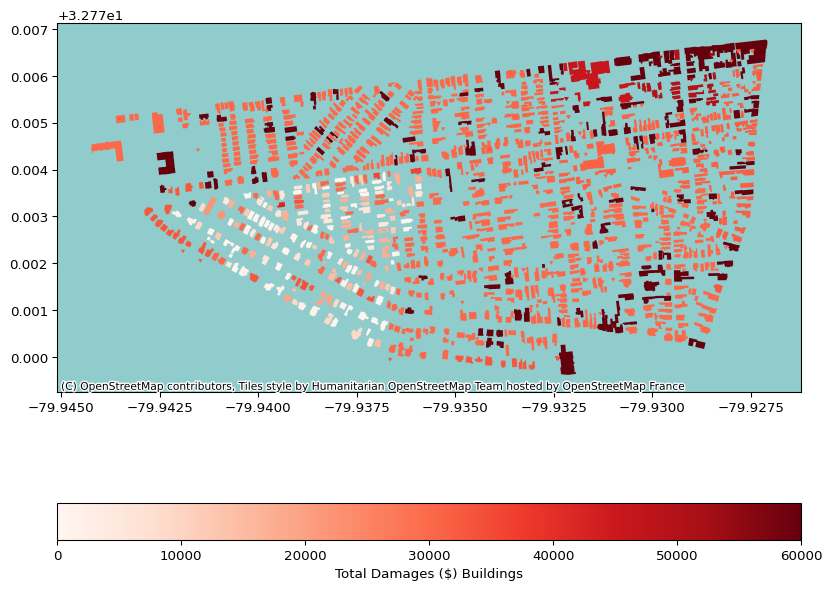 +3.277e1
0.007
0.006
0.005
0.004
0.003
0.002
0.001
0.000
(C) OpenStreetMap contributors, Tiles style by Humanitarian OpenStreetMap Team hosted by OpenStreetMap France
−79.9450 −79.9425 −79.9400 −79.9375 −79.9350 −79.9325 −79.9300 −79.9275
0 10000 20000 30000 40000 50000 60000
Total Damages ($) Buildings